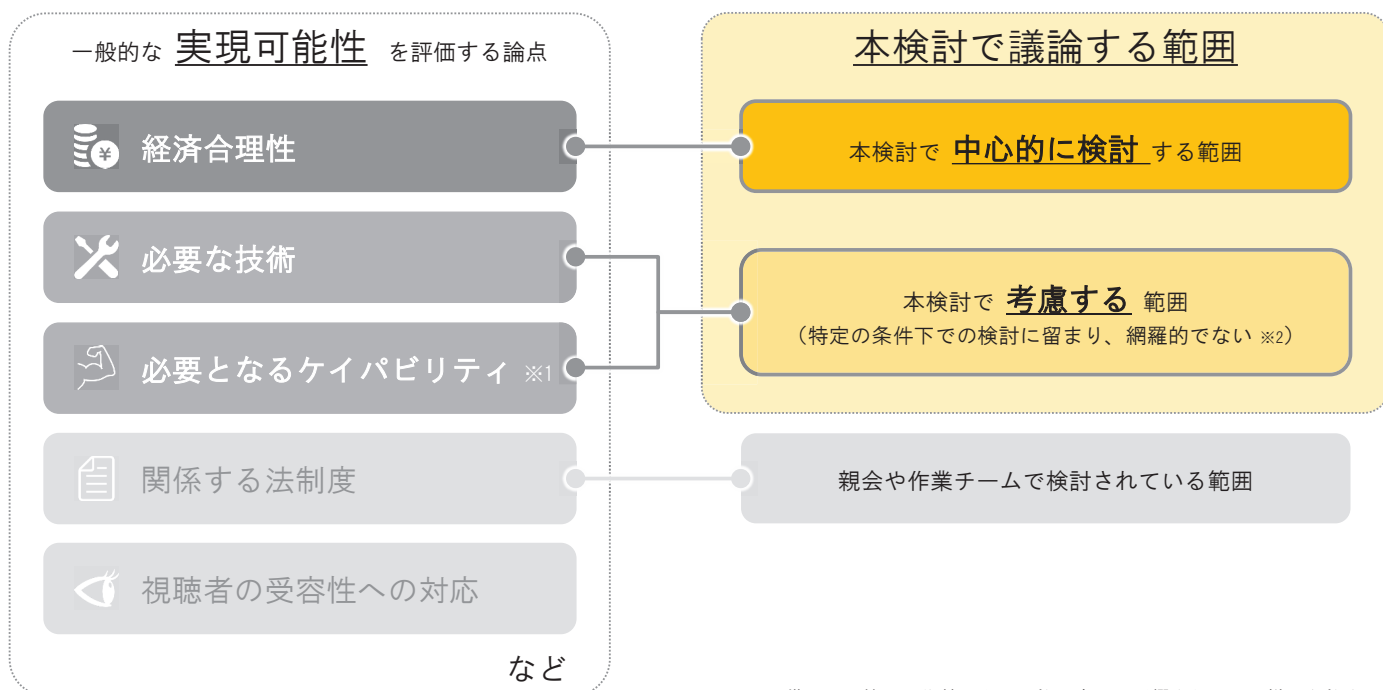 一般的な 実現可能性 を評価する論点
経済合理性
必要な技術
必要となるケイパビリティ ※1
関係する法制度
視聴者の受容性への対応
など
本検討で議論する範囲
本検討で 中心的に検討 する範囲
本検討で 考慮する 範囲
（特定の条件下での検討に留まり、網羅的でない ※2）
親会や作業チームで検討されている範囲